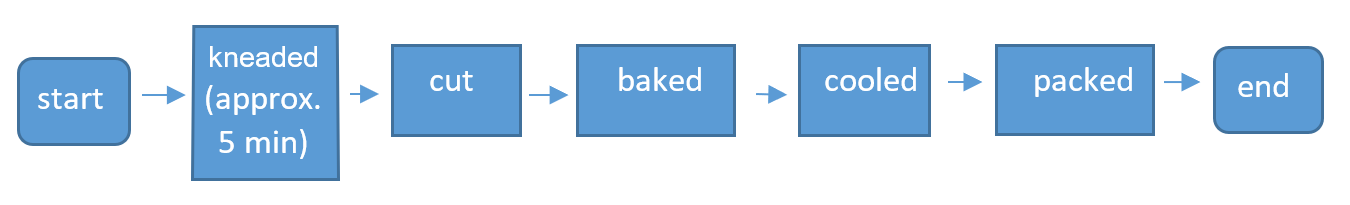 start
kneaded
(approx.
5 min)
cut
baked
cooled
packed
end